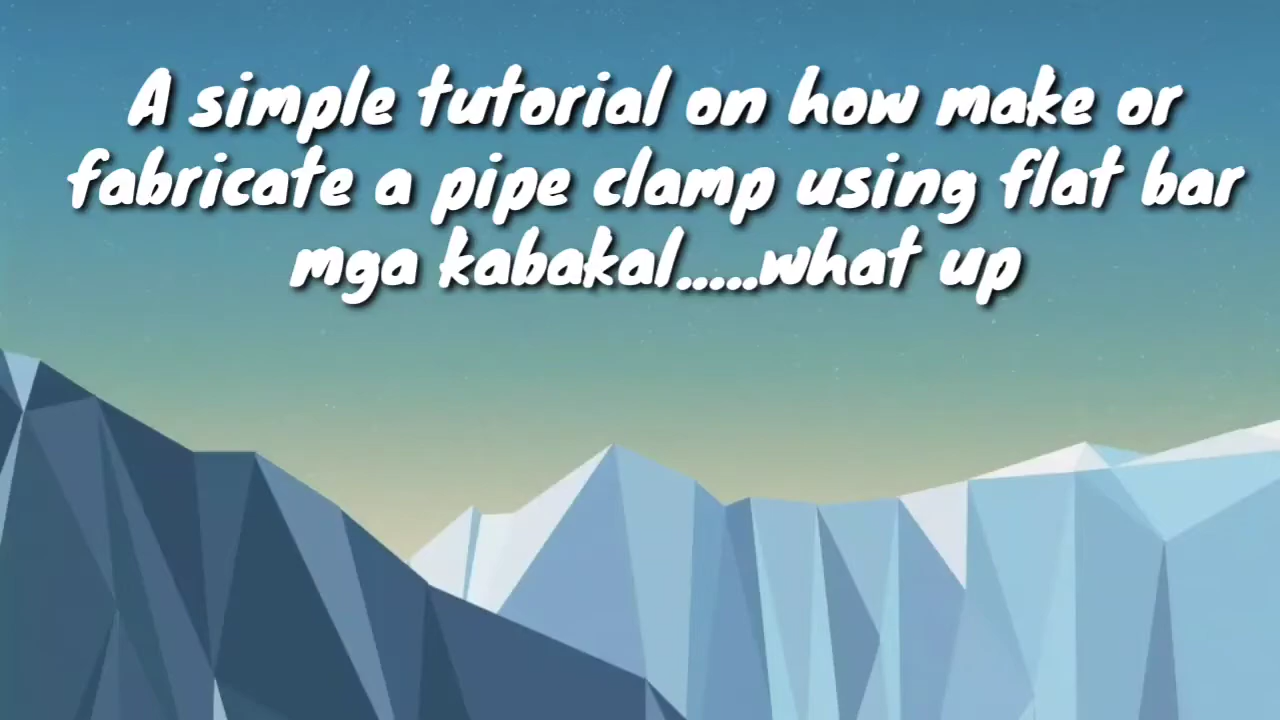 A simple tutorial on how make or
fabricate a pipe clamp using flat bar
mga kabakal.....what up